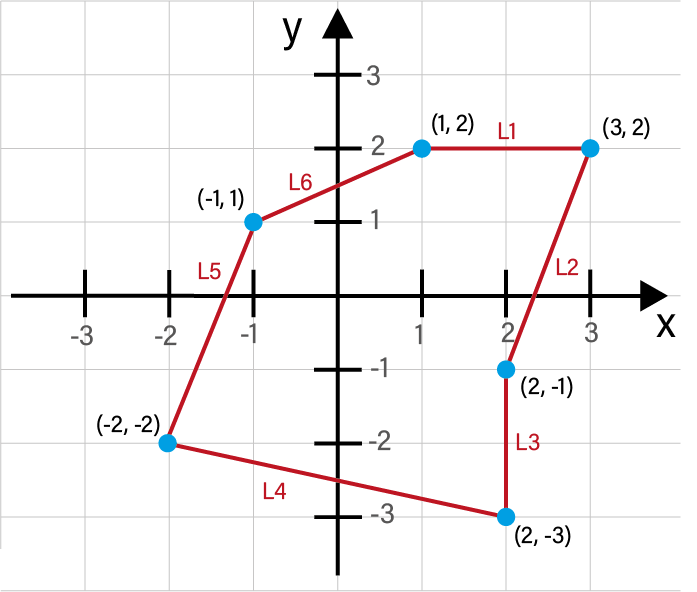 y
3
(1, 2)
L1
(3, 2)
2
L6
(-1, 1)
1
L5
L2
x
-3
-2
-1
1
2
3
-1
(2, -1)
(-2, -2)
-2
L3
L4
-3
(2, -3)